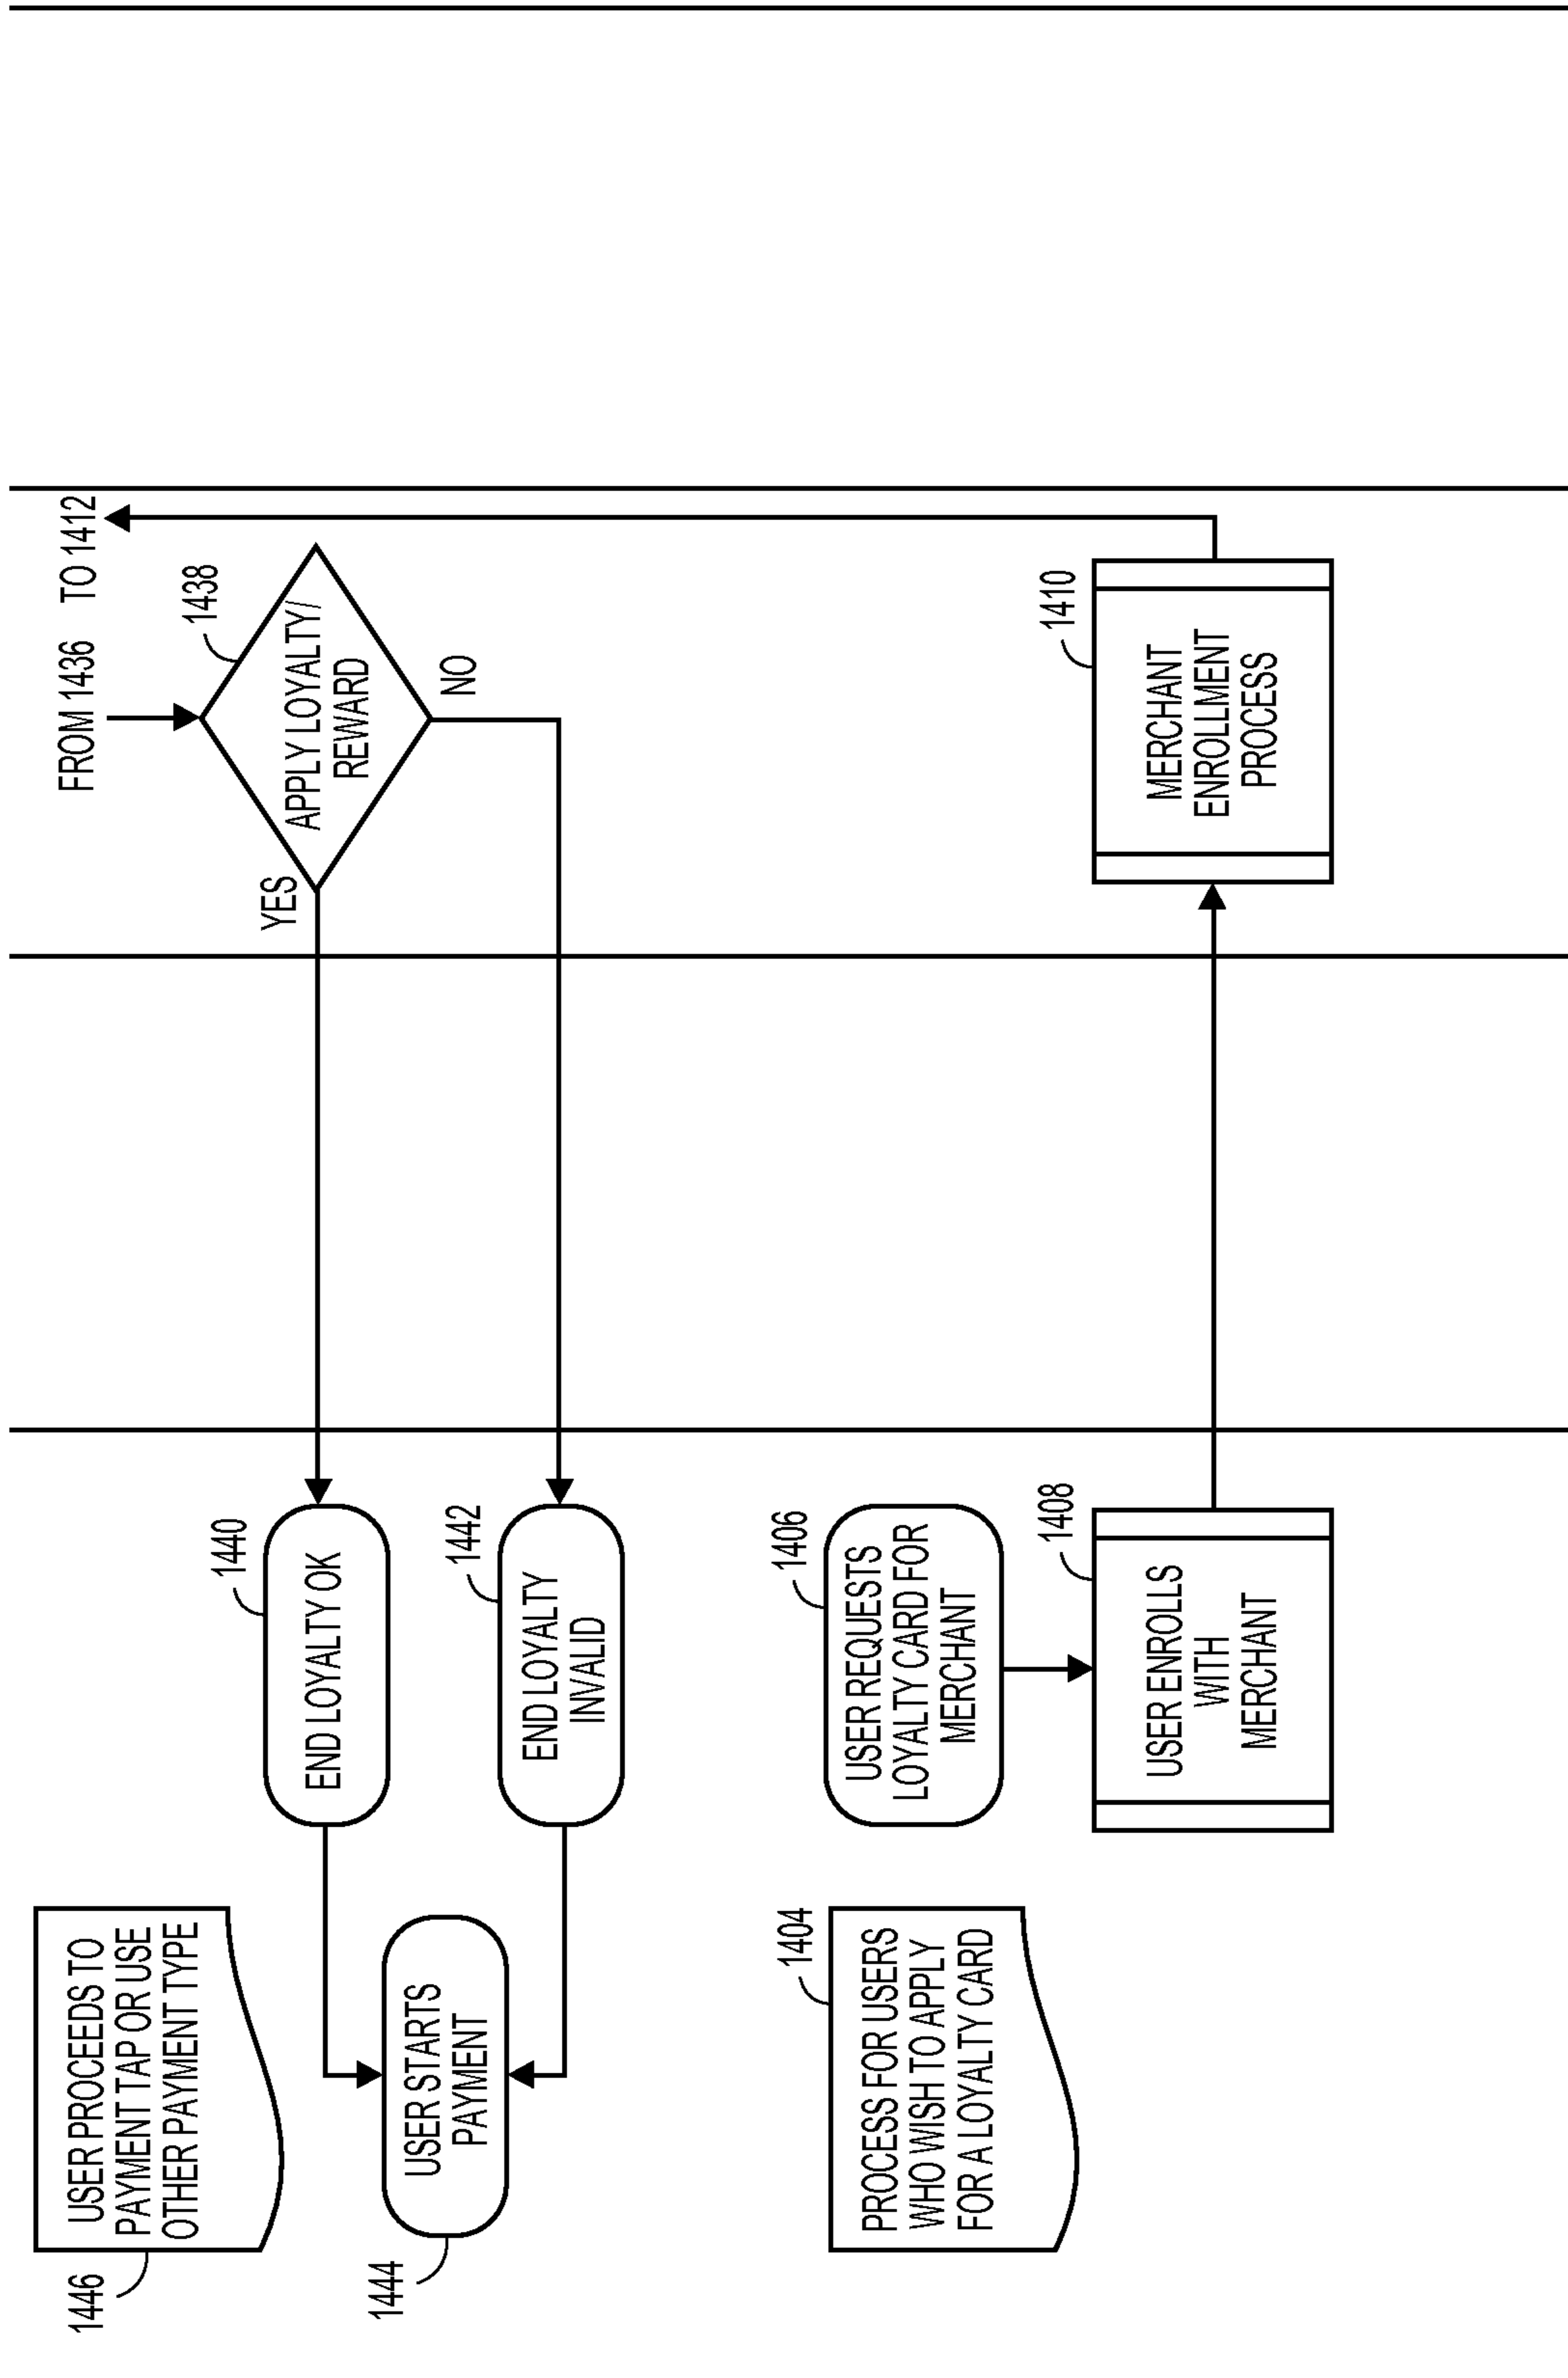 FROM 1436
TO 1412
1438
APPLY LOYALTY/
REWARD
YES
NO
1440
END LOYALTY OK
1442
END LOYALTY
INVALID
1446
USER PROCEEDS TO
PAYMENT TAP OR USE
OTHER PAYMENT TYPE
1444
USER STARTS
PAYMENT
1404
PROCESS FOR USERS
WHO WISH TO APPLY
FOR A LOYALTY CARD
1406
USER REQUESTS
LOYALTY CARD FOR
MERCHANT
1408
USER ENROLLS
WITH
MERCHANT
1410
MERCHANT
ENROLLMENT
PROCESS